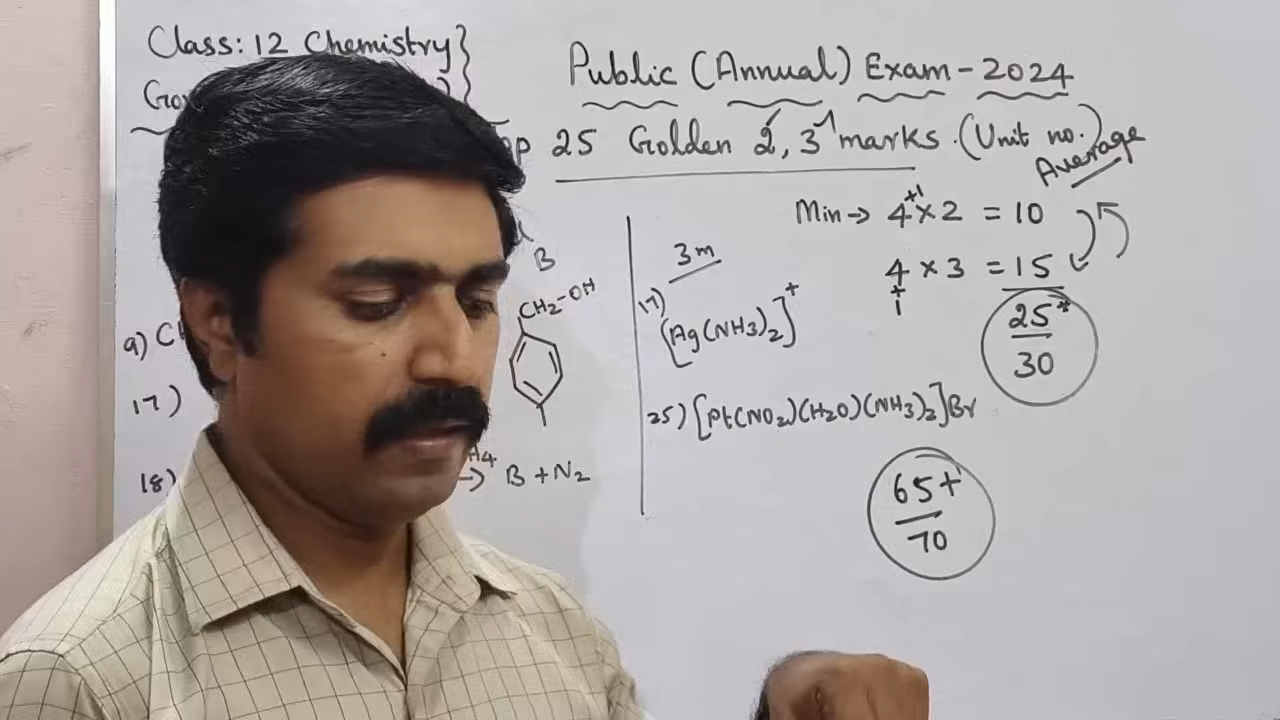 Class: 12 Chemistry
Public (Annual) Exam - 2024
25 Golden 2, 3 marks. (Unit no.)
Average
Min → 4+1 × 2 = 10
4 × 3 = 15
+
1
25+
30
B
CH2-OH
9) C
17)
18)
→ B + N2
3m
17)
[Ag(NH3)2]+
25) [Pt(NO2)(H2O)(NH3)2]Br
65+
70